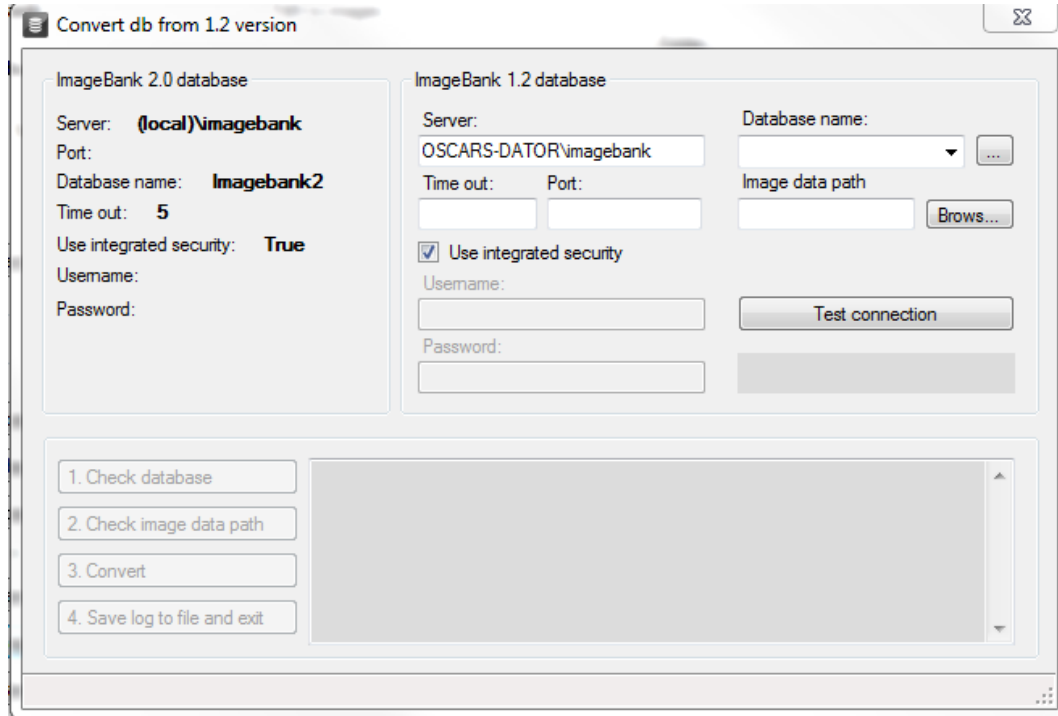 Convert db from 1.2 version
ImageBank 2.0 database
Server: (local)\imagebank
Port:
Database name: Imagebank2
Time out: 5
Use integrated security: True
Username:
Password:
ImageBank 1.2 database
Server:
OSCARS-DATOR\imagebank
Database name:
...
Time out: Port:
Image data path
Brows...
Use integrated security
Username:
Test connection
Password:
1. Check database
2. Check image data path
3. Convert
4. Save log to file and exit